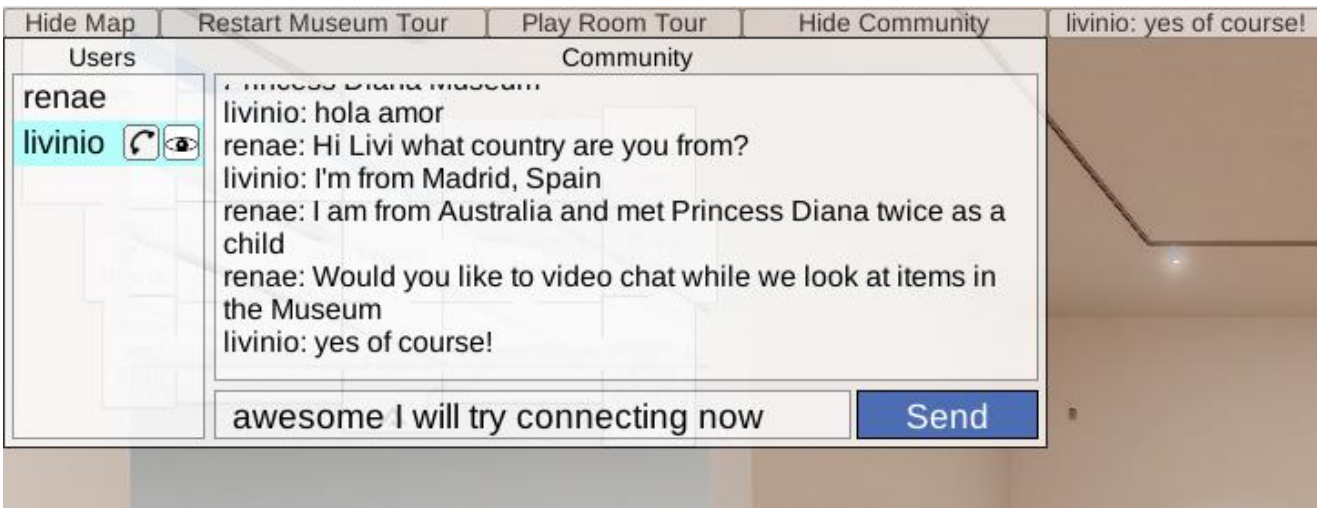 Hide Map Restart Museum Tour Play Room Tour Hide Community livinio: yes of course!
Users Community
renae
livinio
Princess Diana Museum
livinio: hola amor
renae: Hi Livi what country are you from?
livinio: I'm from Madrid, Spain
renae: I am from Australia and met Princess Diana twice as a
child
renae: Would you like to video chat while we look at items in
the Museum
livinio: yes of course!
awesome I will try connecting now Send